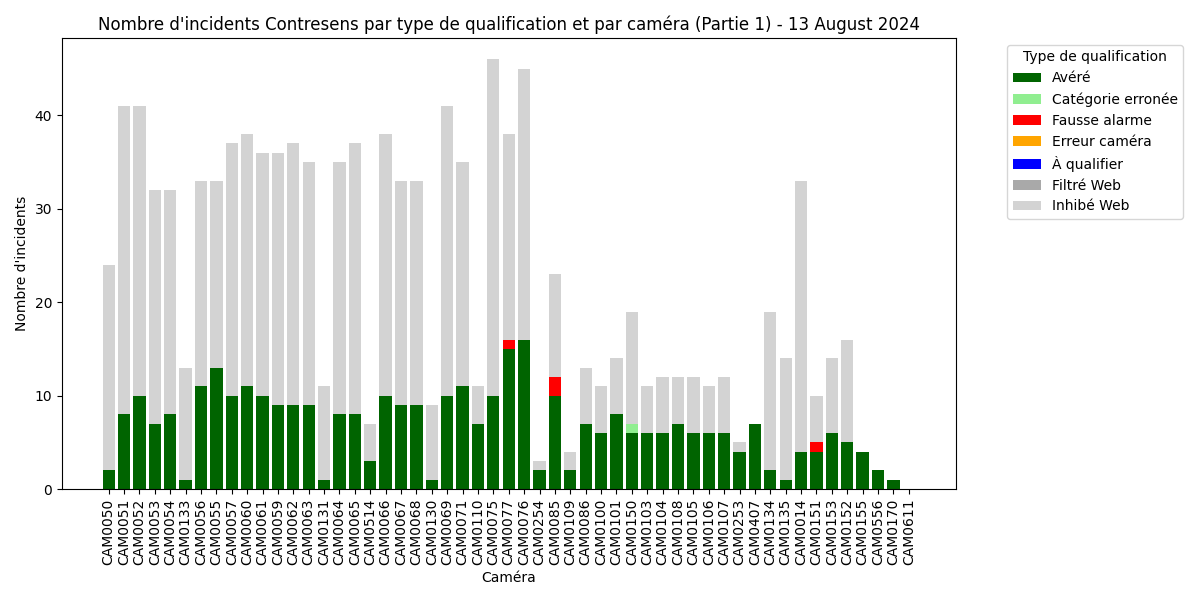 Nombre d'incidents Contresens par type de qualification et par caméra (Partie 1) - 13 August 2024
Type de qualification
Avéré
Catégorie erronée
Fausse alarme
Erreur caméra
À qualifier
Filtré Web
Inhibé Web
Nombre d'incidents
40
30
20
10
0
CAM0050
CAM0051
CAM0052
CAM0053
CAM0054
CAM0133
CAM0056
CAM0055
CAM0057
CAM0060
CAM0061
CAM0059
CAM0062
CAM0063
CAM0131
CAM0064
CAM0065
CAM0514
CAM0066
CAM0067
CAM0068
CAM0130
CAM0069
CAM0071
CAM0110
CAM0075
CAM0077
CAM0076
CAM0254
CAM0085
CAM0109
CAM0086
CAM0100
CAM0101
CAM0150
CAM0103
CAM0104
CAM0108
CAM0105
CAM0106
CAM0107
CAM0253
CAM0407
CAM0134
CAM0135
CAM0014
CAM0151
CAM0153
CAM0152
CAM0155
CAM0556
CAM0170
CAM0611
Caméra